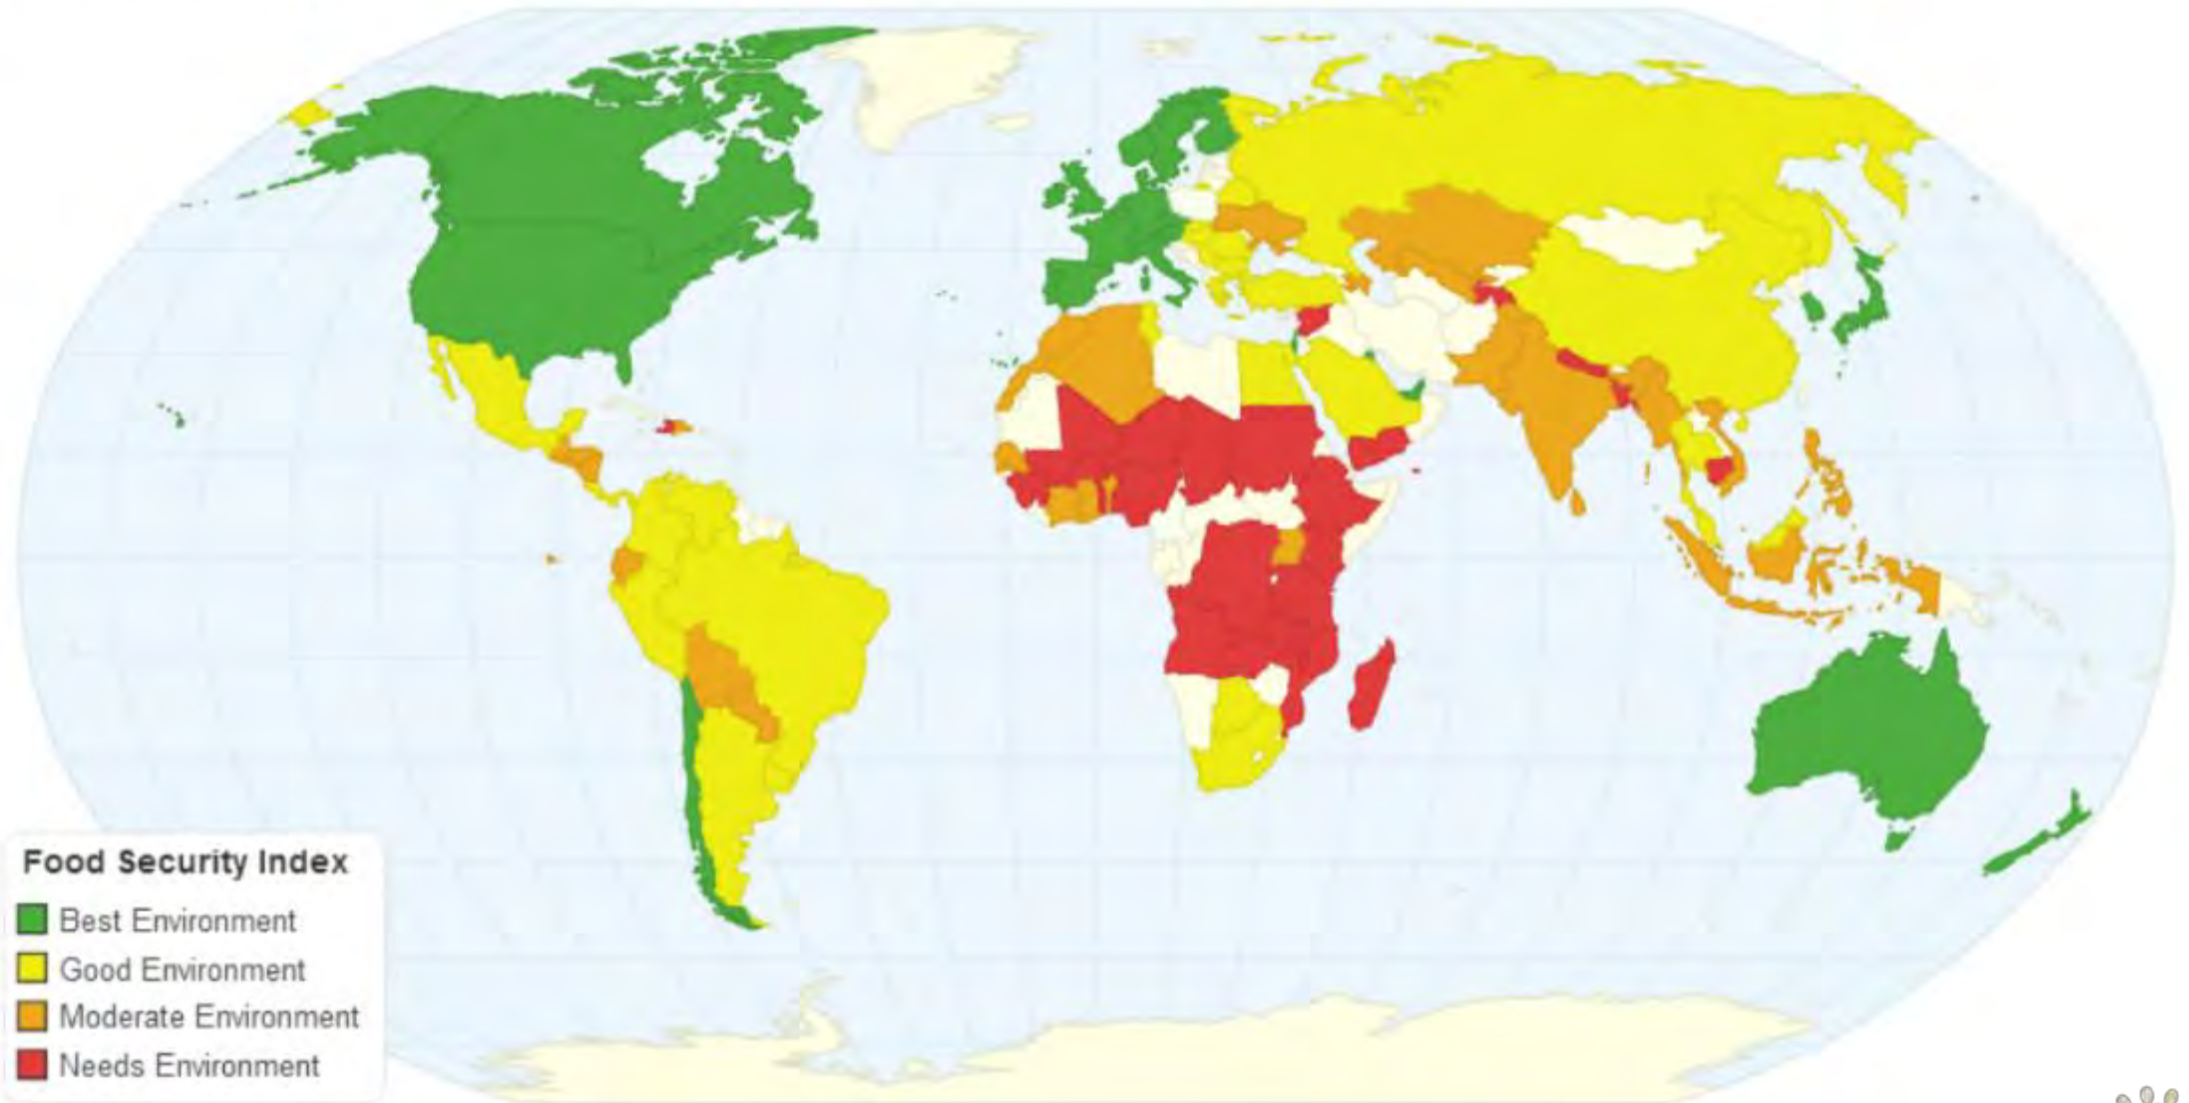 Food Security Index
Best Environment
Good Environment
Moderate Environment
Needs Environment